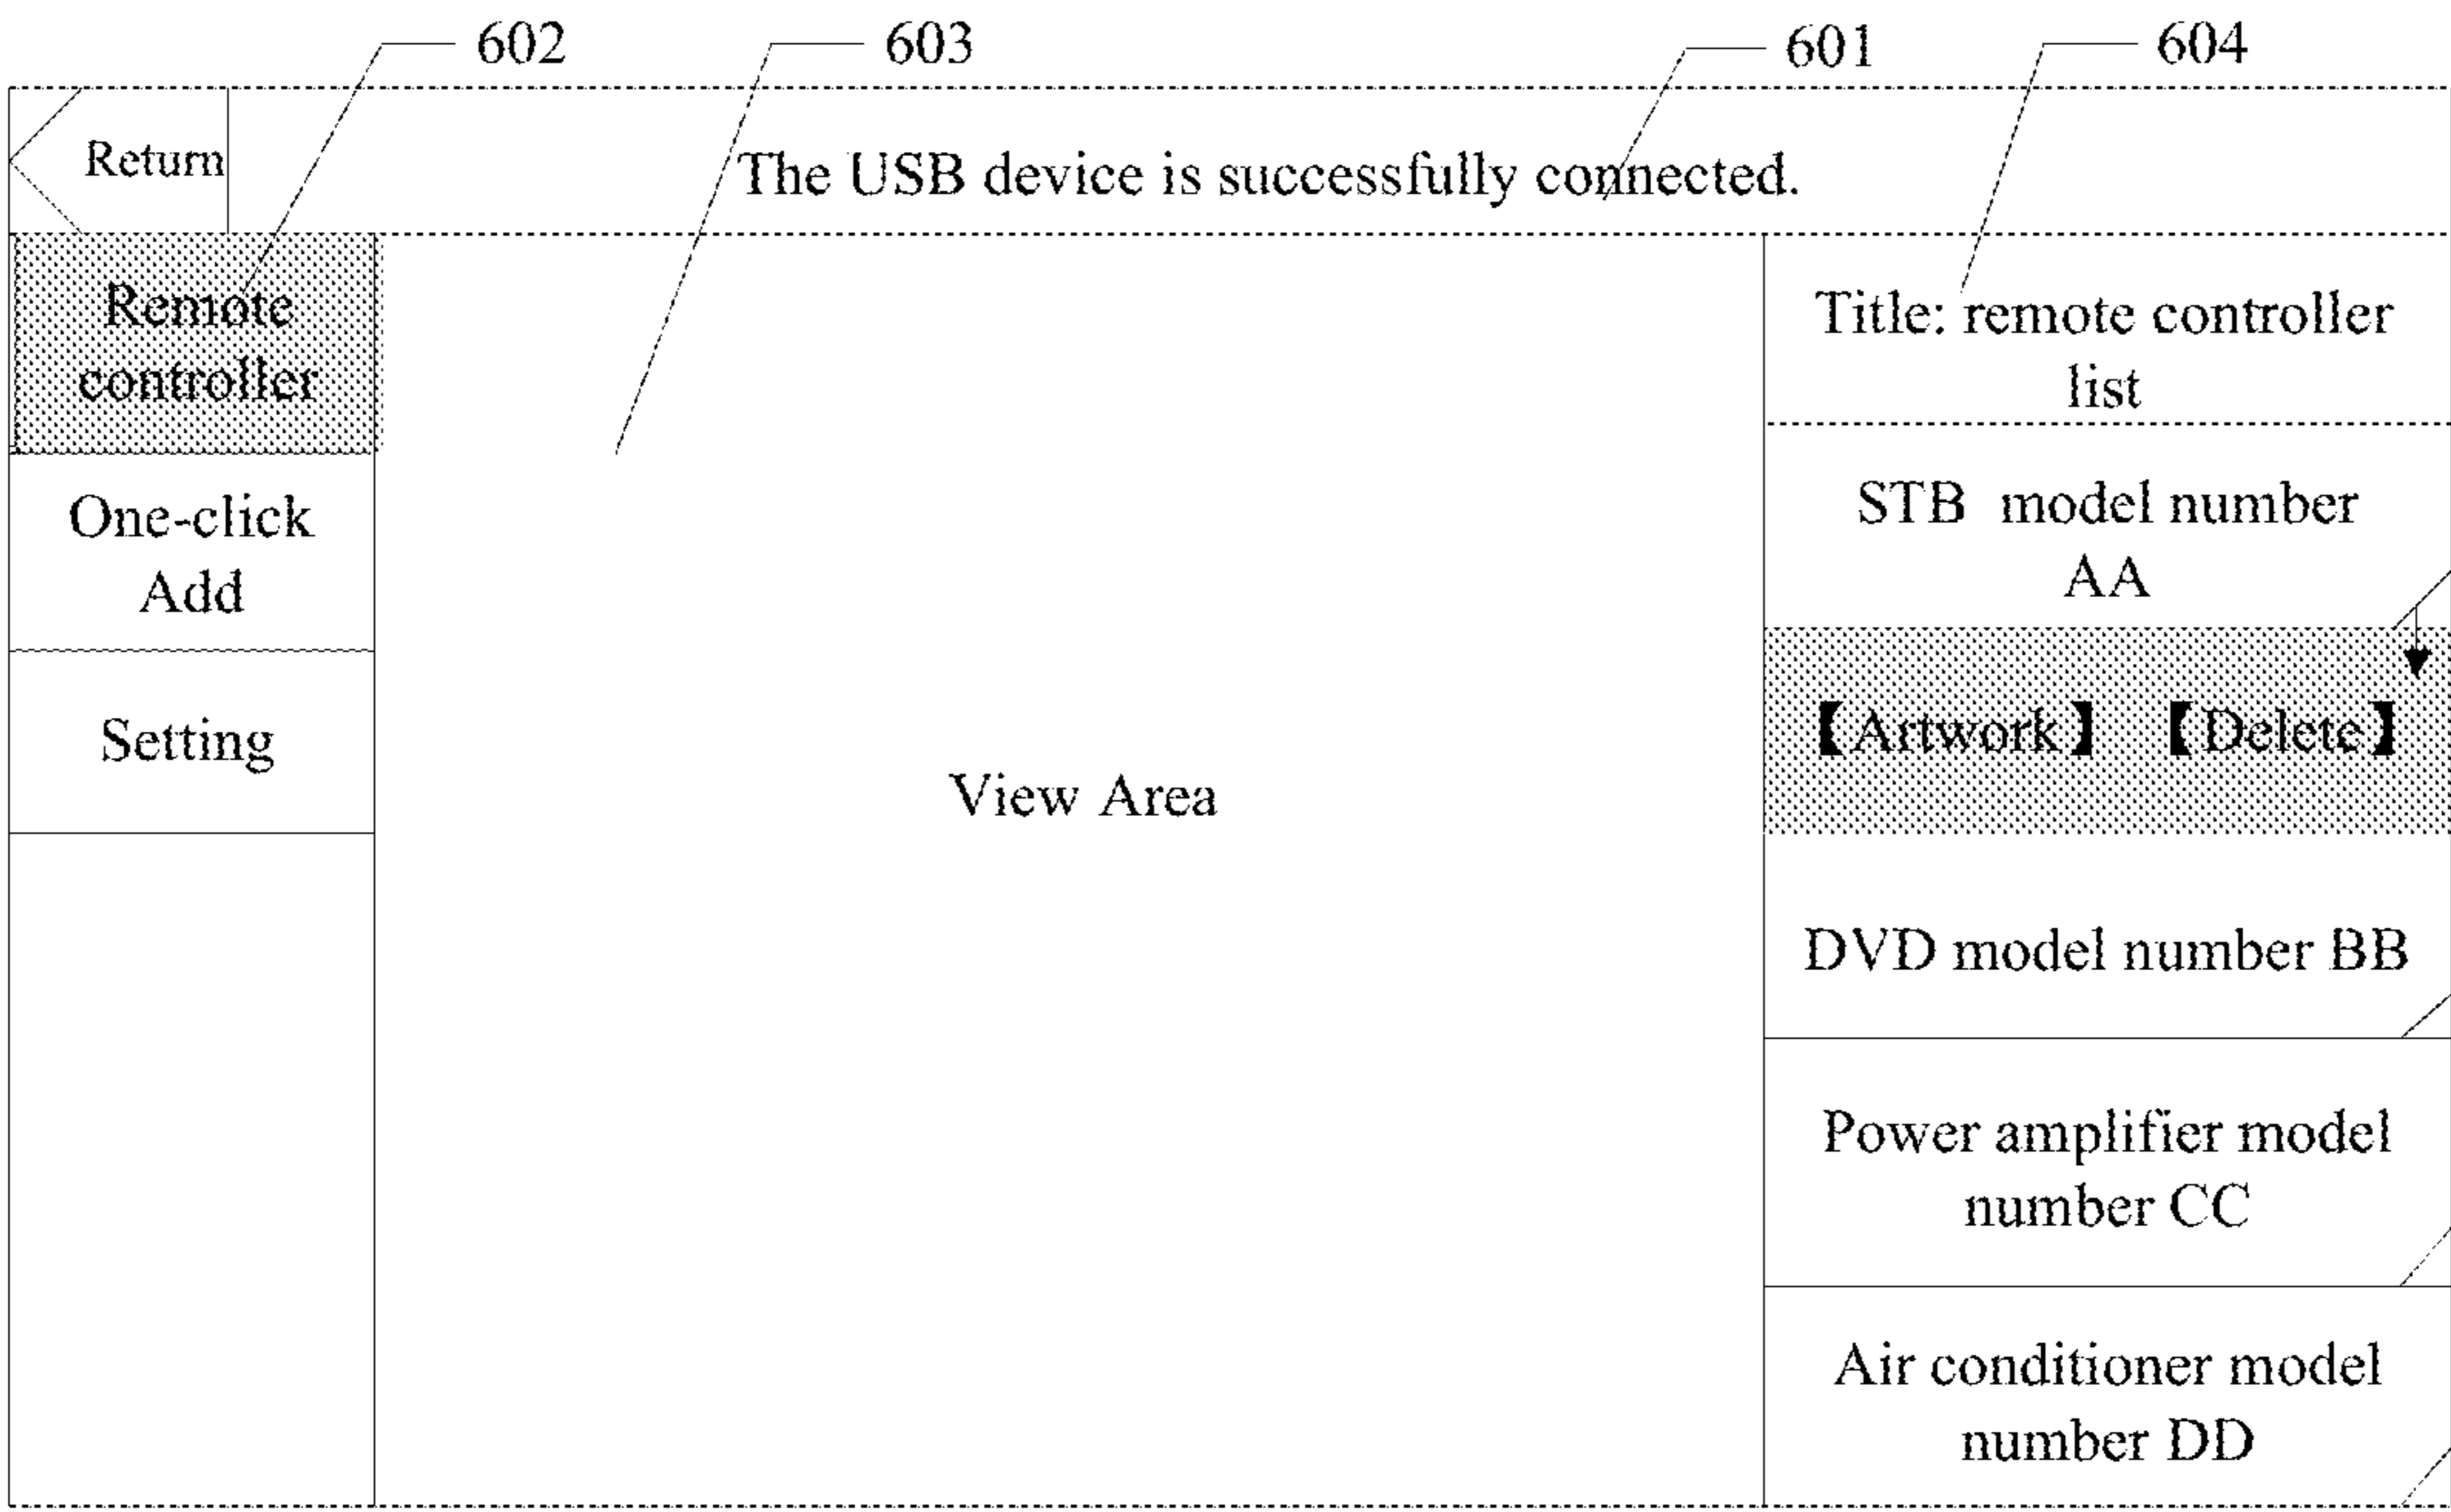 602
603
601
604
Return
The USB device is successfully connected.
Remote
controller
One-click
Add
Setting
View Area
Title: remote controller
list
STB model number
AA
【Artwork】 【Delete】
DVD model number BB
Power amplifier model
number CC
Air conditioner model
number DD